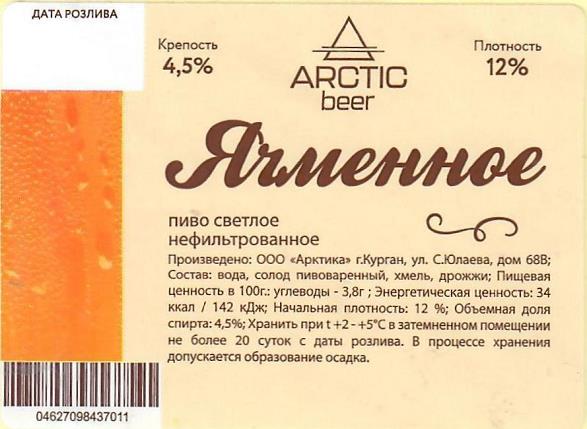 ДАТА РОЗЛИВА
Крепость
4,5%
ARCTIC
beer
Плотность
12%
Ячменное
пиво светлое
нефильтрованное
Произведено: ООО «Арктика» г.Курган, ул. С.Юлаева, дом 68В;
Состав: вода, солод пивоваренный, хмель, дрожжи; Пищевая
ценность в 100г.: углеводы - 3,8г ; Энергетическая ценность: 34
ккал / 142 кДж; Начальная плотность: 12 %; Объемная доля
спирта: 4,5%; Хранить при t +2 - +5°C в затемненном помещении
не более 20 суток с даты розлива. В процессе хранения
допускается образование осадка.
04627098437011